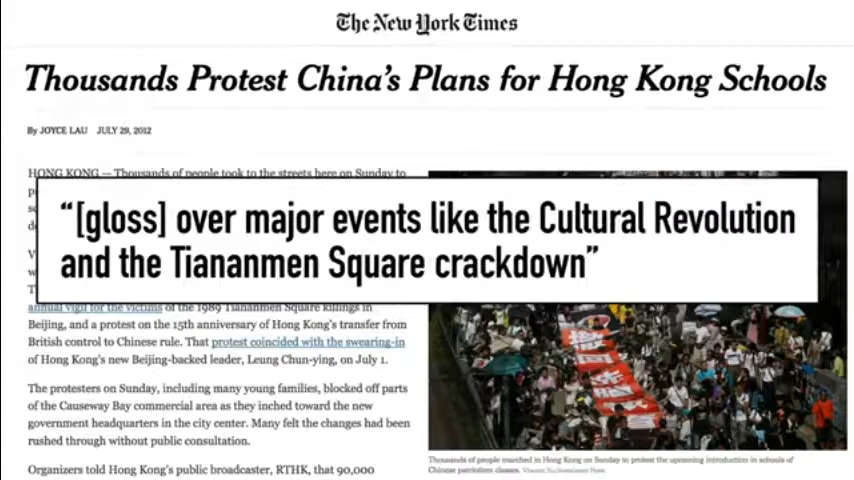 The New York Times
Thousands Protest China's Plans for Hong Kong Schools
By JOYCE LAU JULY 29, 2012
HONG KONG — Thousands of people took to the streets here on Sunday to
"[gloss] over major events like the Cultural Revolution
and the Tiananmen Square crackdown"
annual vigil for the victims of the 1989 Tiananmen Square killings in
Beijing, and a protest on the 15th anniversary of Hong Kong's transfer from
British control to Chinese rule. That protest coincided with the swearing-in
of Hong Kong's new Beijing-backed leader, Leung Chun-ying, on July 1.
The protesters on Sunday, including many young families, blocked off parts
of the Causeway Bay commercial area as they inched toward the new
government headquarters in the city center. Many felt the changes had been
rushed through without public consultation.
Organizers told Hong Kong's public broadcaster, RTHK, that 90,000
Thousands of people marched in Hong Kong on Sunday to protest the upcoming introduction in schools of
Chinese patriotism classes.